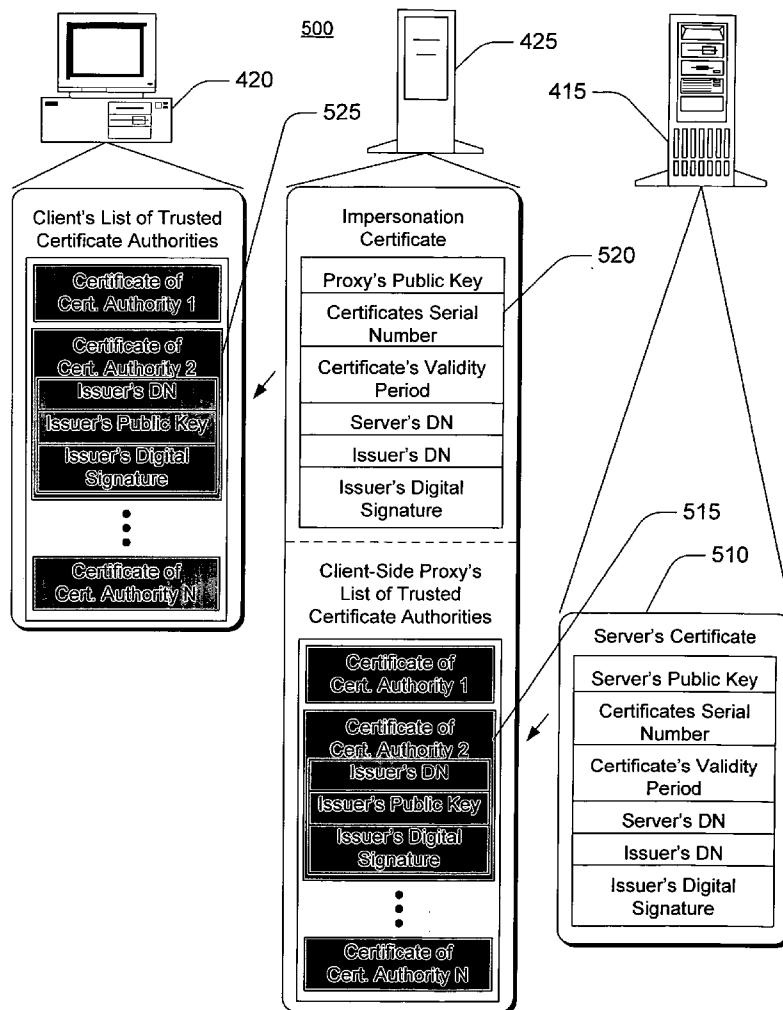 500
425
420
415
525
Client's List of Trusted
Certificate Authorities
Certificate of
Cert. Authority 1
Certificate of
Cert. Authority 2
Issuer's DN
Issuer's Public Key
Issuer's Digital
Signature
Certificate of
Cert. Authority N
Impersonation
Certificate
520
Proxy's Public Key
Certificates Serial
Number
Certificate's Validity
Period
Server's DN
Issuer's DN
Issuer's Digital
Signature
515
Client-Side Proxy's
List of Trusted
Certificate Authorities
Certificate of
Cert. Authority 1
Certificate of
Cert. Authority 2
Issuer's DN
Issuer's Public Key
Issuer's Digital
Signature
Certificate of
Cert. Authority N
510
Server's Certificate
Server's Public Key
Certificates Serial
Number
Certificate's Validity
Period
Server's DN
Issuer's DN
Issuer's Digital
Signature